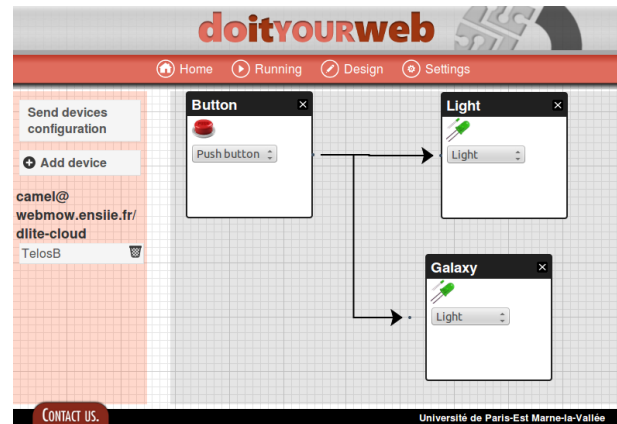 doitYOURweb
Home Running Design Settings
Send devices
configuration
Add device
camel@
webmow.ensiie.fr/
dlite-cloud
TelosB
Button
Push button
Light
Light
Galaxy
Light
CONTACT US.
Université de Paris-Est Marne-la-Vallée